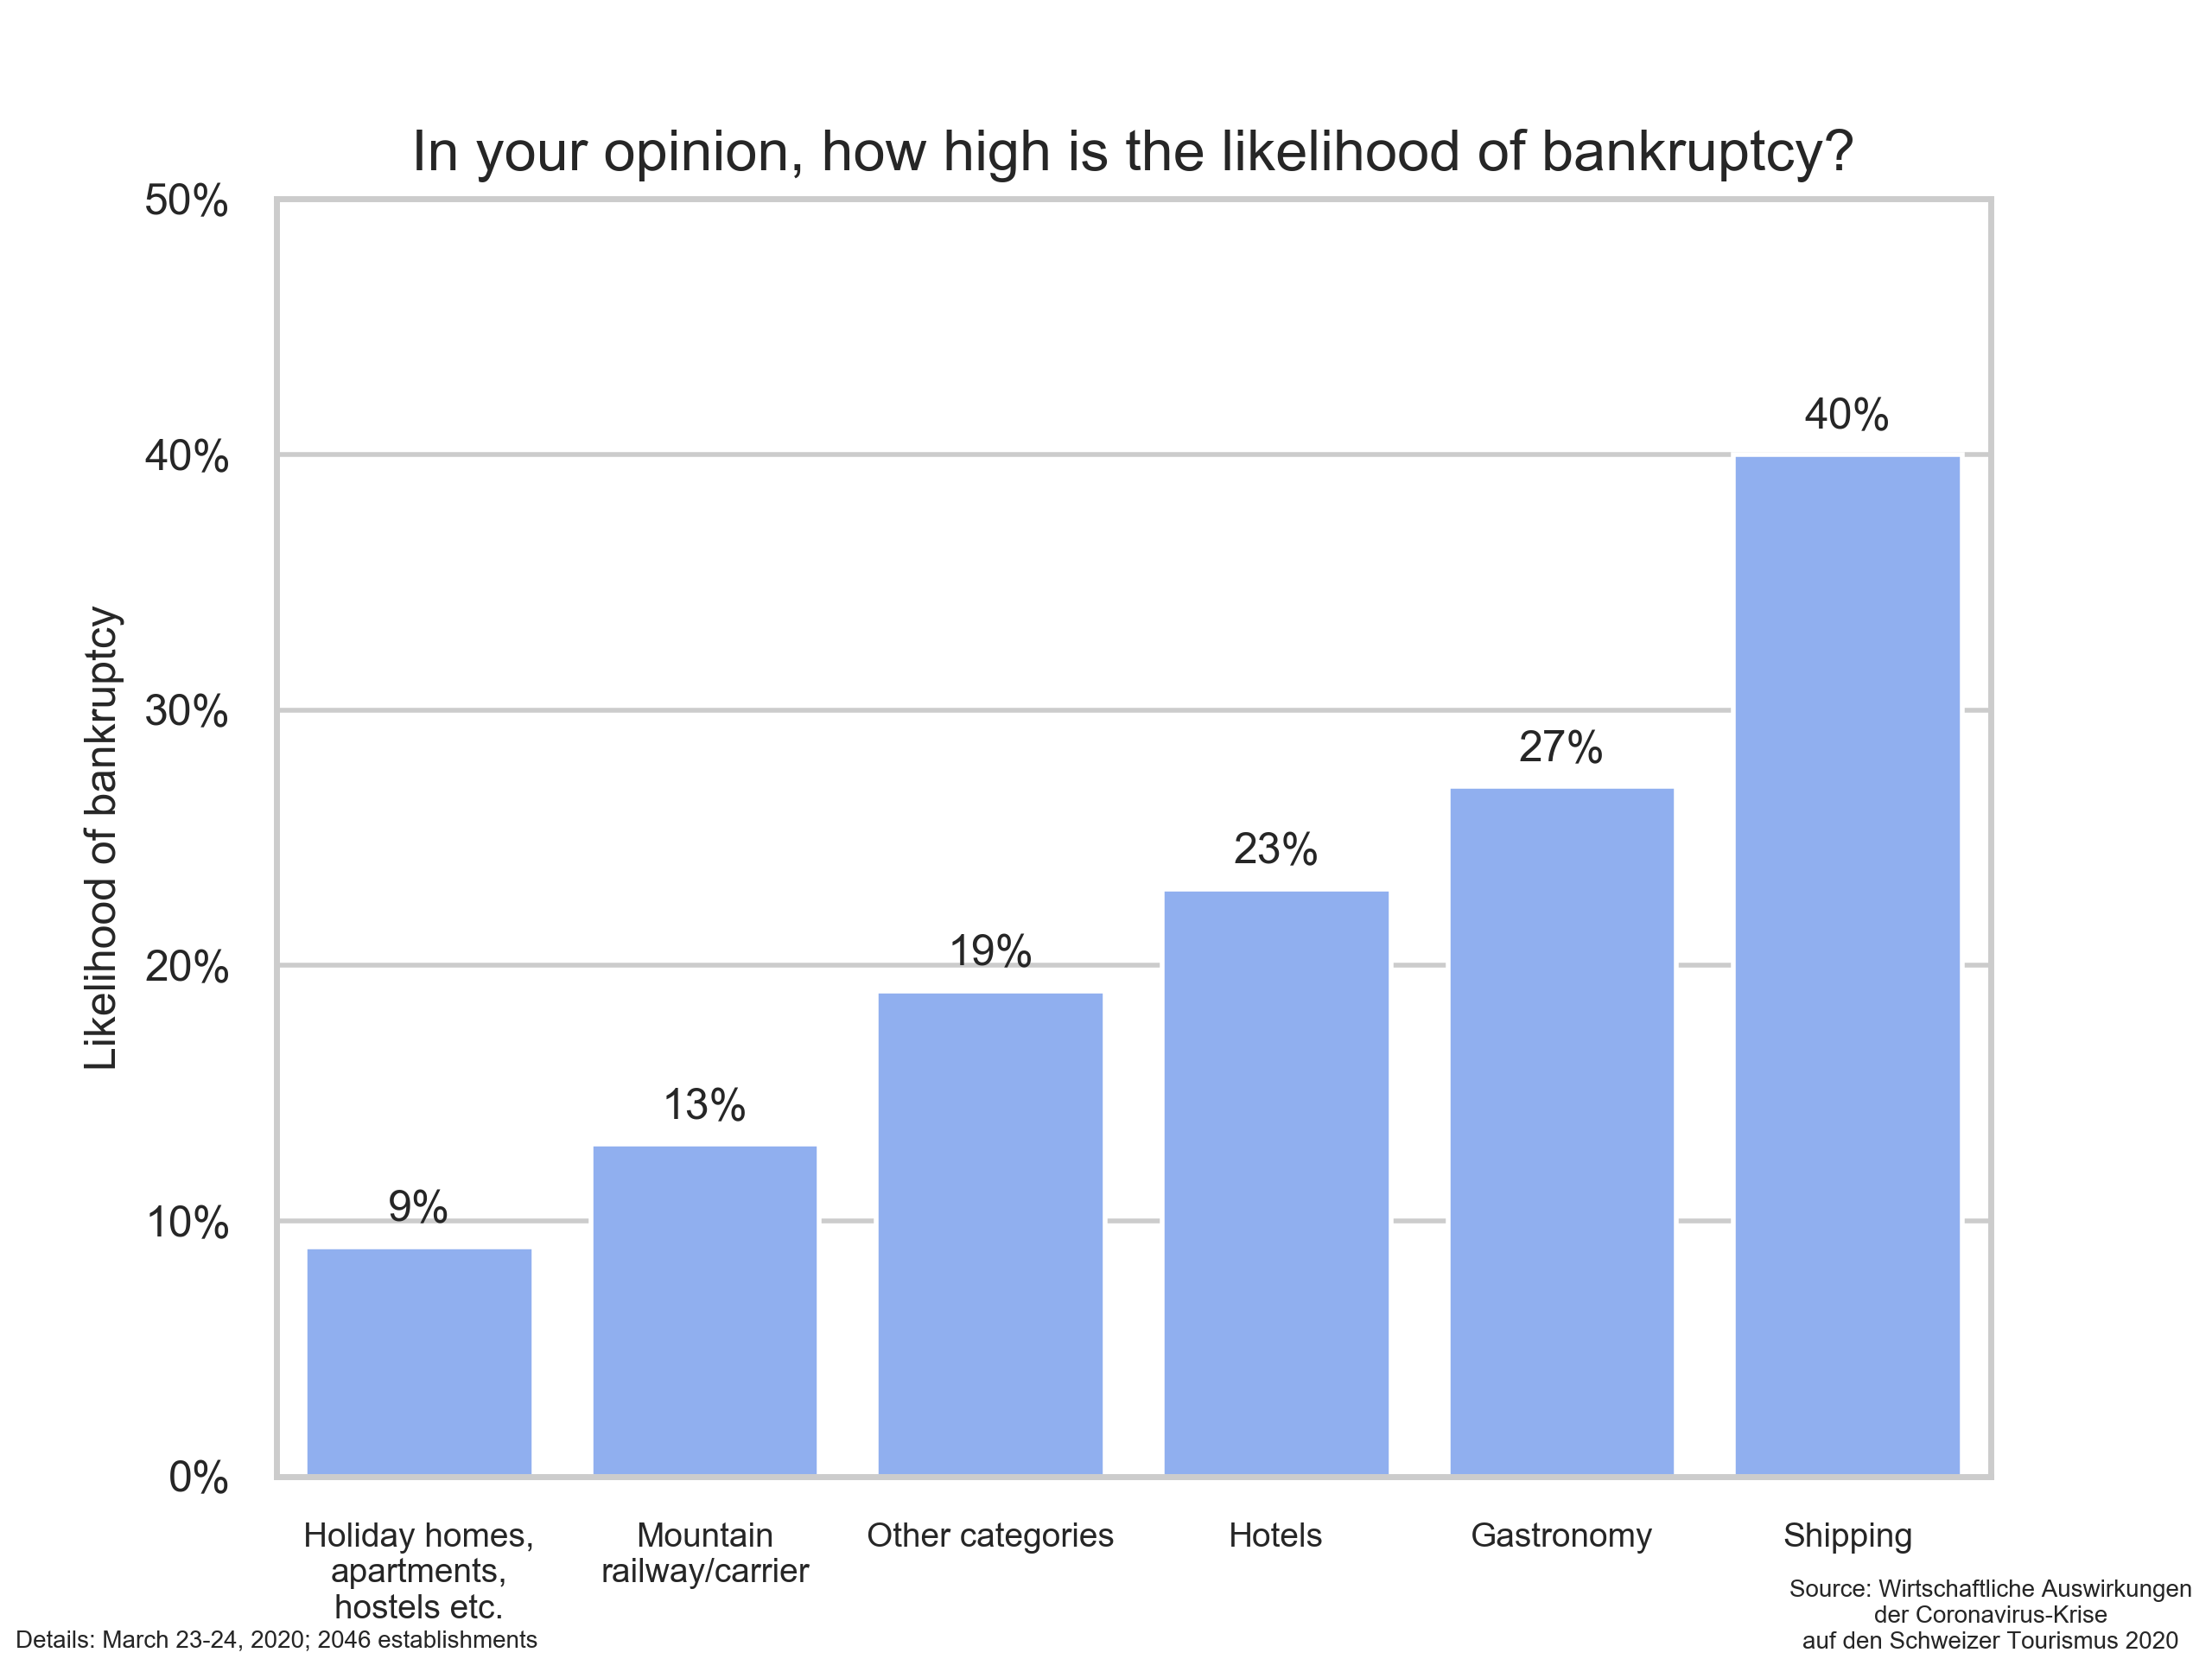 In your opinion, how high is the likelihood of bankruptcy?
Likelihood of bankruptcy
50%
40%
30%
20%
10%
0%
9%
13%
19%
23%
27%
40%
Holiday homes,
apartments,
hostels etc.
Mountain
railway/carrier
Other categories
Hotels
Gastronomy
Shipping
Details: March 23-24, 2020; 2046 establishments
Source: Wirtschaftliche Auswirkungen
der Coronavirus-Krise
auf den Schweizer Tourismus 2020